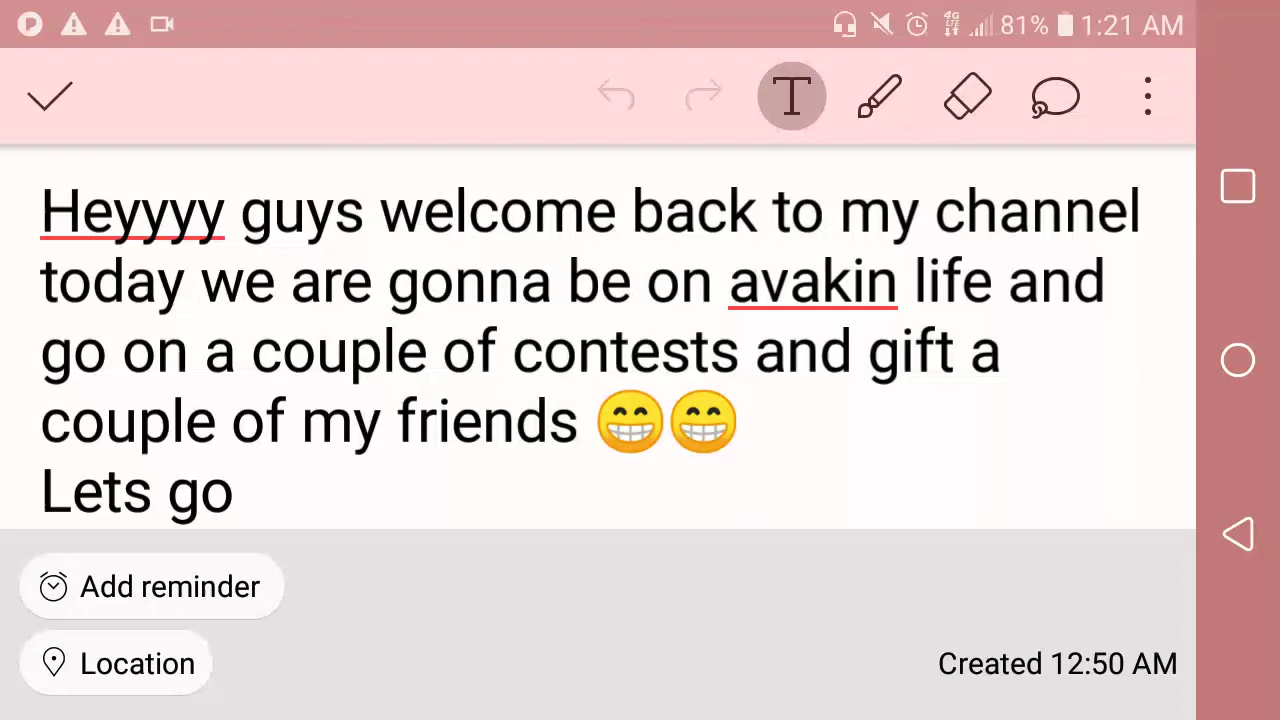 4G LTE 81% 1:21 AM
T
Heyyyy guys welcome back to my channel
today we are gonna be on avakin life and
go on a couple of contests and gift a
couple of my friends 😁😁
Lets go
Add reminder
Location
Created 12:50 AM